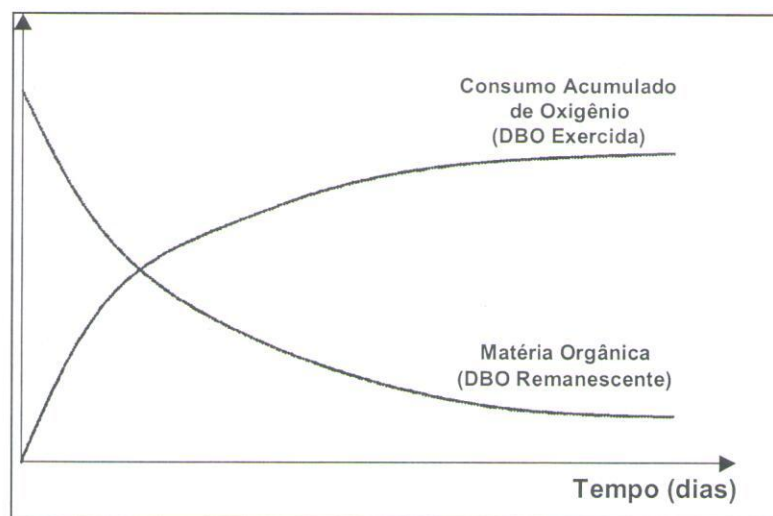 Consumo Acumulado
de Oxigênio
(DBO Exercida)
Matéria Orgânica
(DBO Remanescente)
Tempo (dias)